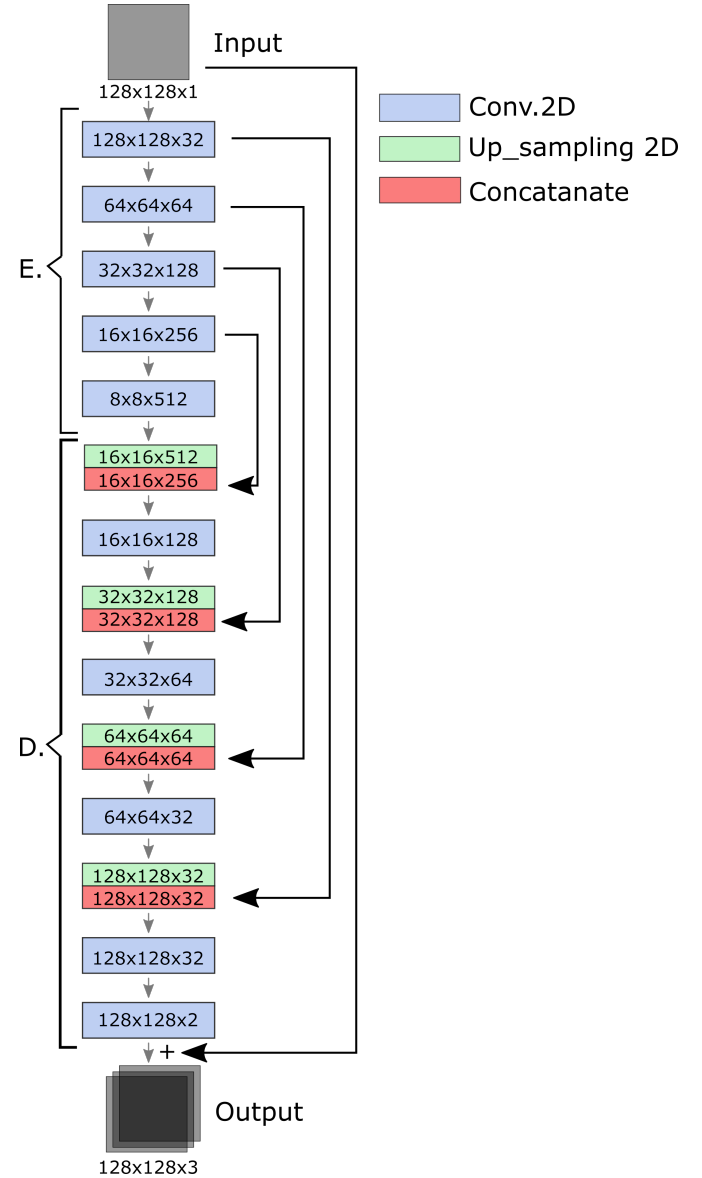 Input
128x128x1
Conv.2D
Up_sampling 2D
Concatanate
E.
128x128x32
64x64x64
32x32x128
16x16x256
8x8x512
D.
16x16x512
16x16x256
16x16x128
32x32x128
32x32x128
32x32x64
64x64x64
64x64x64
64x64x32
128x128x32
128x128x32
128x128x32
128x128x2
+
Output
128x128x3